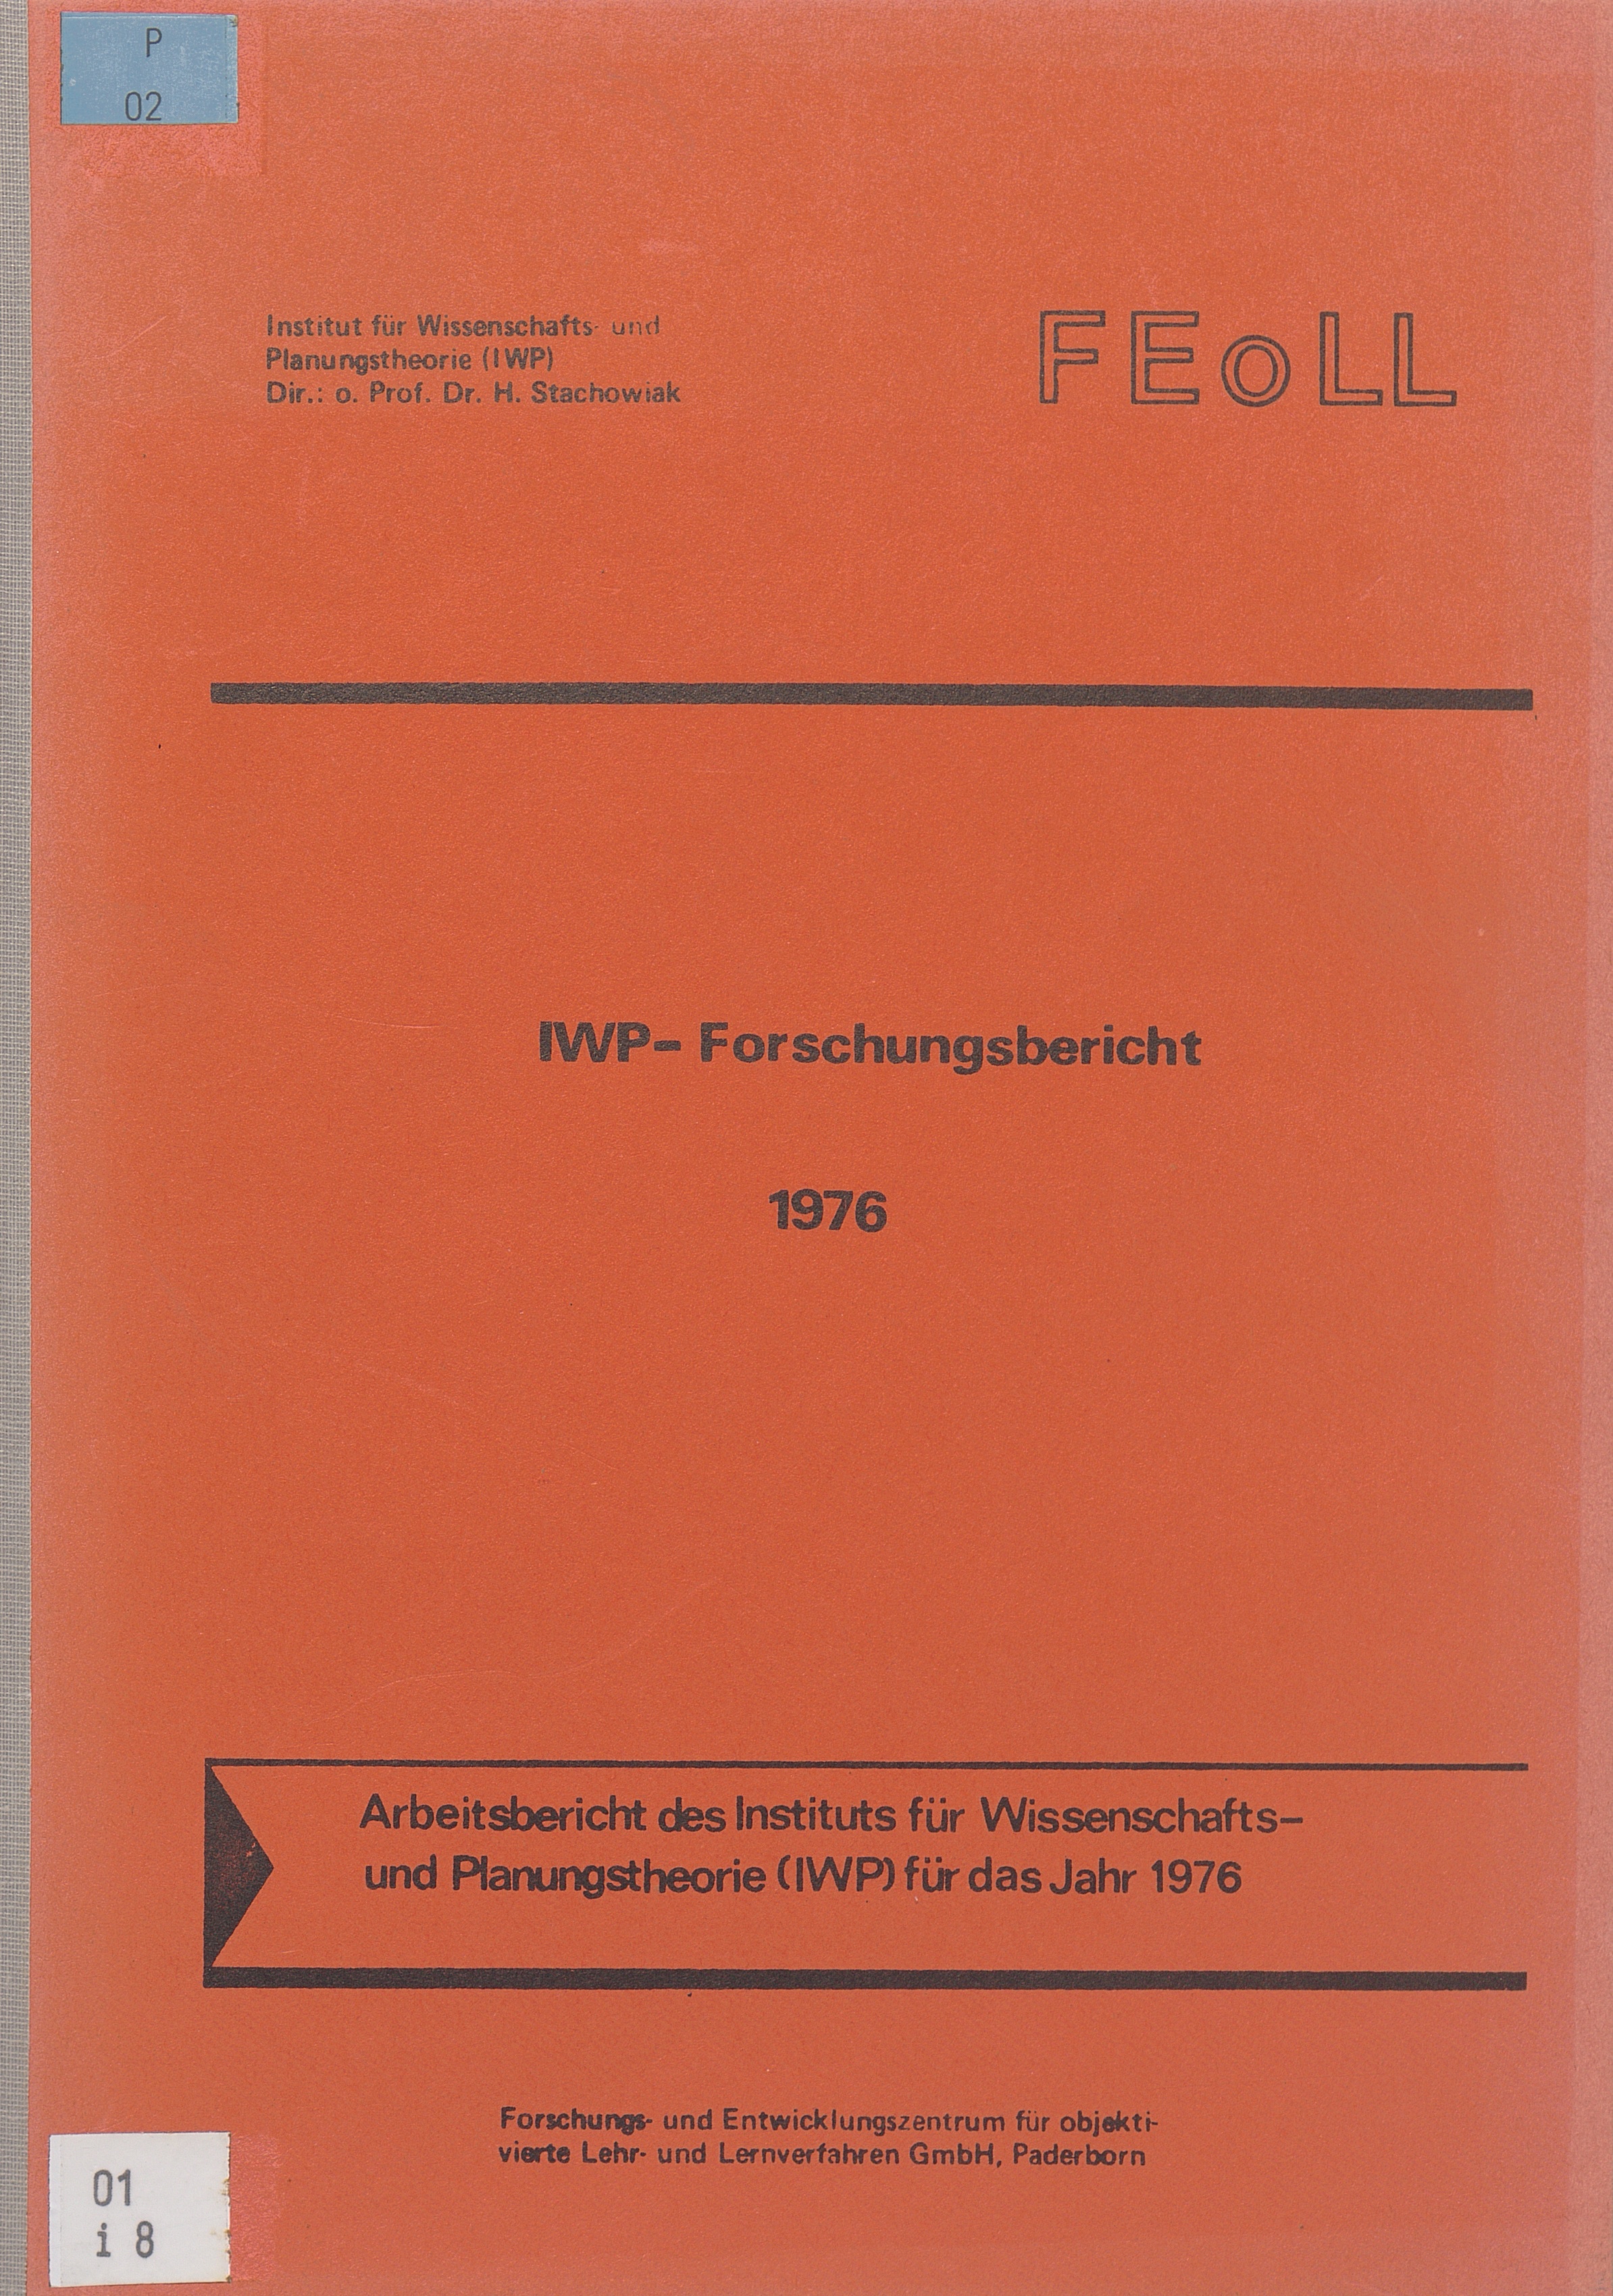 P
02
Institut für Wissenschafts- und
Planungstheorie (IWP)
Dir.: o. Prof. Dr. H. Stachowiak
FEoLL
IWP- Forschungsbericht
1976
Arbeitsbericht des Instituts für Wissenschafts-
und Planungstheorie (IWP) für das Jahr 1976
Forschungs- und Entwicklungszentrum für objekti-
vierte Lehr- und Lernverfahren GmbH, Paderborn
01
i 8